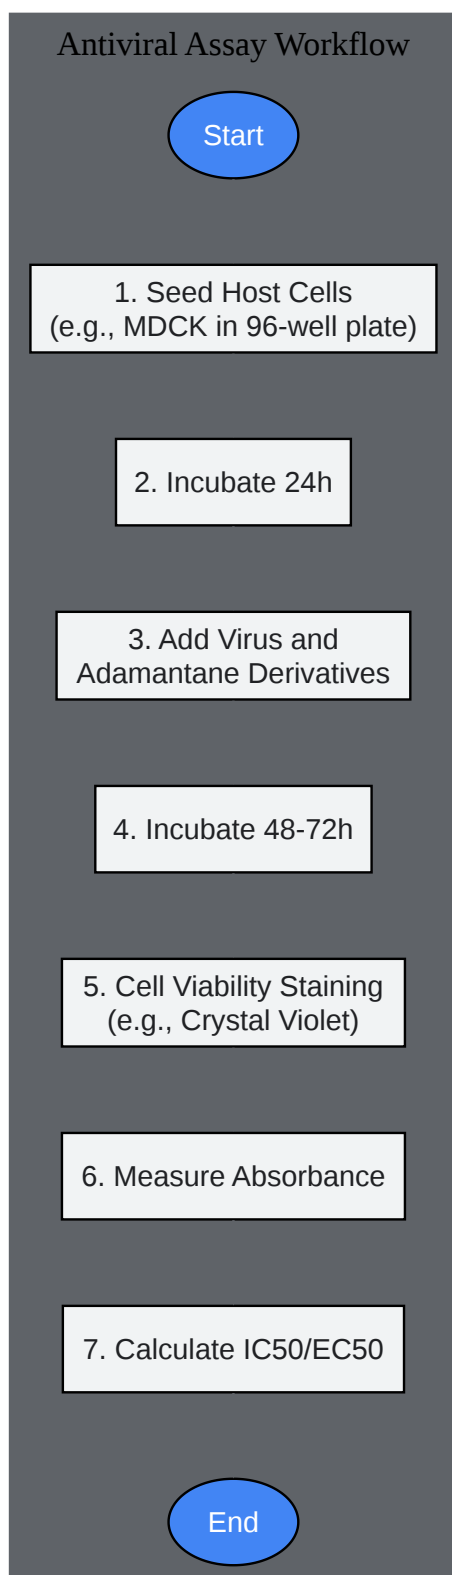 Antiviral Assay Workflow
Start
1. Seed Host Cells
(e.g., MDCK in 96-well plate)
2. Incubate 24h
3. Add Virus and
Adamantane Derivatives
4. Incubate 48-72h
5. Cell Viability Staining
(e.g., Crystal Violet)
6. Measure Absorbance
7. Calculate IC50/EC50
End